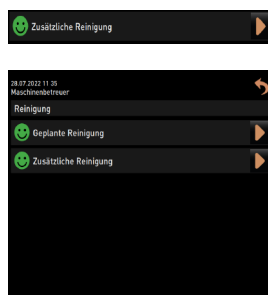 Zusätzliche Reinigung
28.07.2022 11 35
Maschinenbetreuer
Reinigung
Geplante Reinigung
Zusätzliche Reinigung